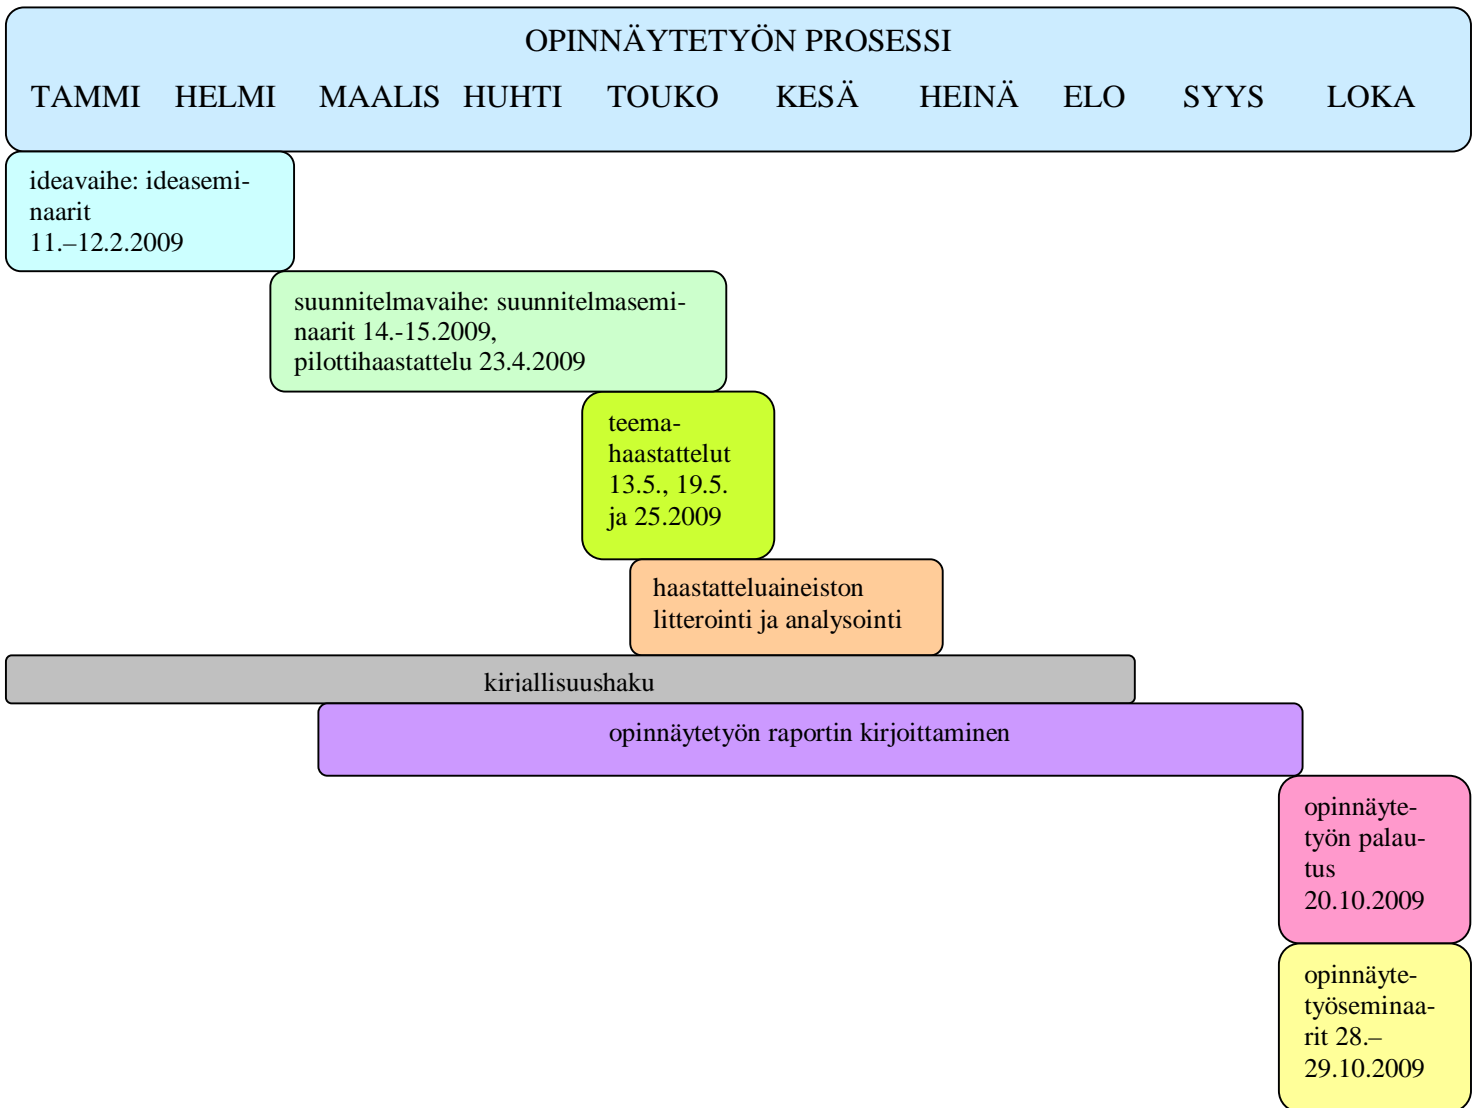 OPINNÄYTETYÖN PROSESSI
TAMMI HELMI MAALIS HUHTI TOUKO KESÄ HEINÄ ELO SYYS LOKA
ideavaihe: ideasemi-
naarit
11.–12.2.2009
suunnitelmavaihe: suunnitelmasemi-
naarit 14.-15.2009,
pilottihaastattelu 23.4.2009
teema-
haastattelut
13.5., 19.5.
ja 25.2009
haastatteluaineiston
litterointi ja analysointi
kirjallisuushaku
opinnäytetyön raportin kirjoittaminen
opinnäyte-
työn palau-
tus
20.10.2009
opinnäyte-
työseminaa-
rit 28.–
29.10.2009